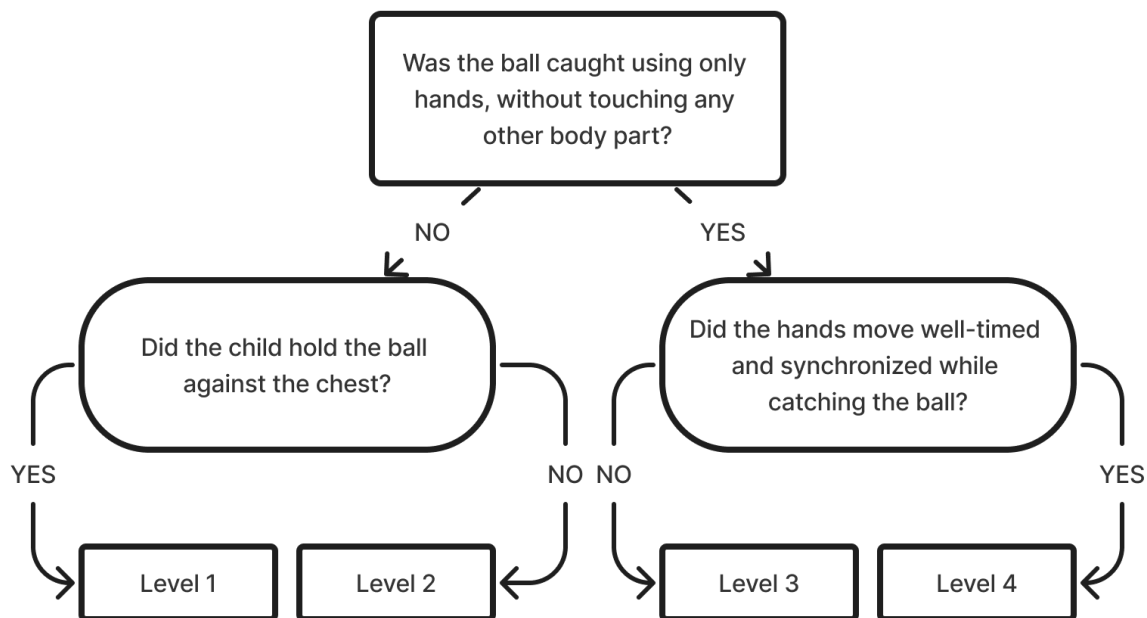 Was the ball caught using only
hands, without touching any
other body part?
NO
YES
Did the child hold the ball
against the chest?
Did the hands move well-timed
and synchronized while
catching the ball?
YES
NO
NO
YES
Level 1
Level 2
Level 3
Level 4